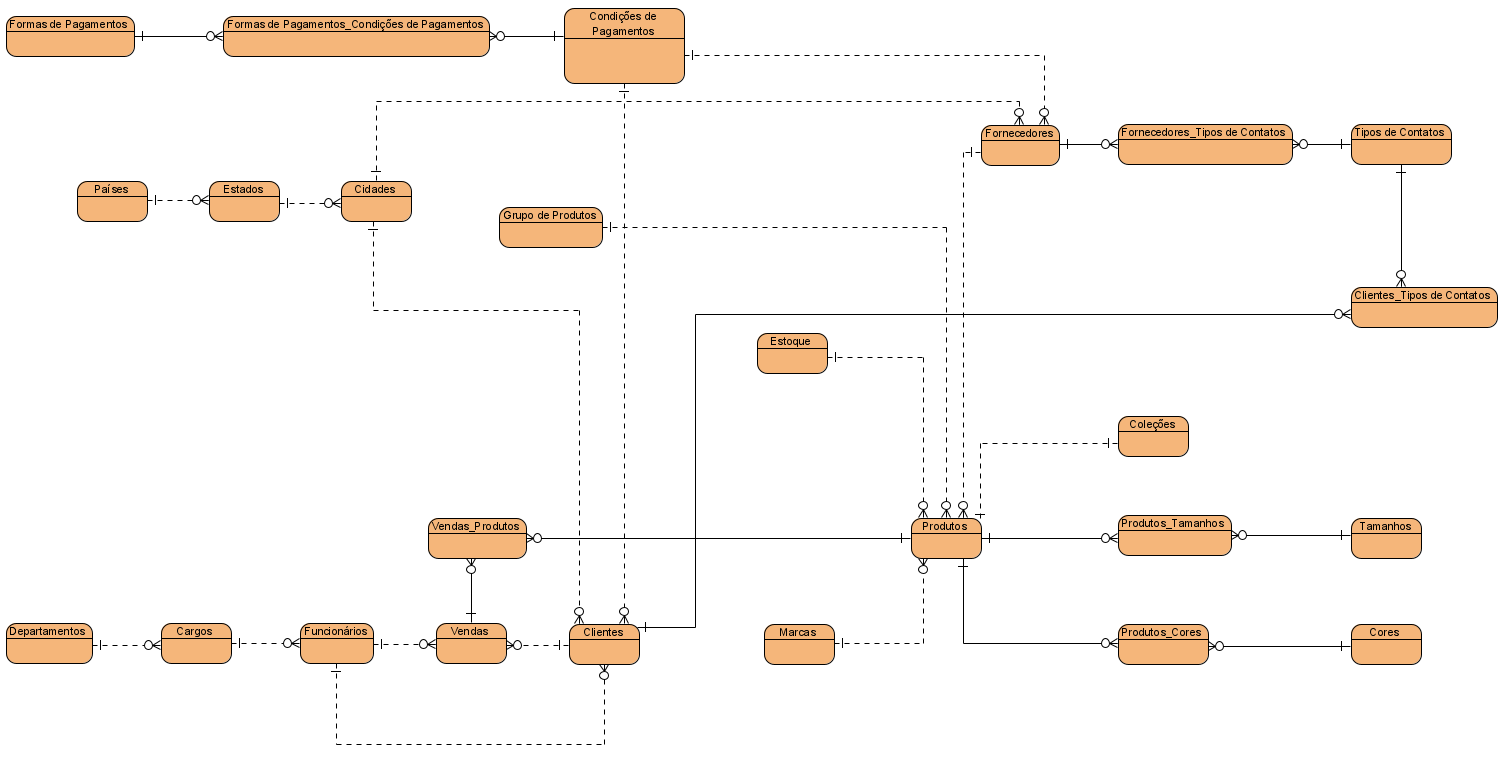 Formas de Pagamentos
Formas de Pagamentos_Condições de Pagamentos
Condições de
Pagamentos
Fornecedores
Fornecedores_Tipos de Contatos
Tipos de Contatos
Países
Estados
Cidades
Grupo de Produtos
Clientes_Tipos de Contatos
Estoque
Coleções
Vendas_Produtos
Produtos
Produtos_Tamanhos
Tamanhos
Departamentos
Cargos
Funcionários
Vendas
Clientes
Marcas
Produtos_Cores
Cores